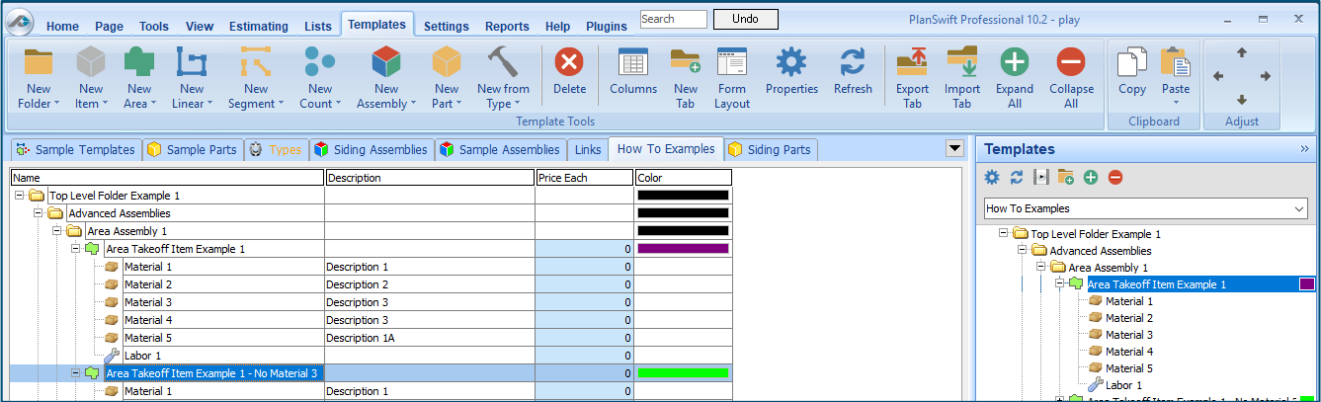 Home Page Tools View Estimating Lists Templates Settings Reports Help Plugins Search Undo PlanSwift Professional 10.2 - play
New Folder New Item New Area New Linear New Segment New Count New Assembly New Part New from Type Delete Columns New Tab Form Layout Properties Refresh Export Tab Import Tab Expand All Collapse All Copy Paste
Template Tools Clipboard Adjust
Sample Templates Sample Parts Types Siding Assemblies Sample Assemblies Links How To Examples Siding Parts
Name Description Price Each Color
Top Level Folder Example 1
Advanced Assemblies
Area Assembly 1
Area Takeoff Item Example 1 0
Material 1 Description 1 0
Material 2 Description 2 0
Material 3 Description 3 0
Material 4 Description 3 0
Material 5 Description 1A 0
Labor 1 0
Area Takeoff Item Example 1 - No Material 3 0
Material 1 Description 1 0
Templates
How To Examples
Top Level Folder Example 1
Advanced Assemblies
Area Assembly 1
Area Takeoff Item Example 1
Material 1
Material 2
Material 3
Material 4
Material 5
Labor 1
Area Takeoff Item Example 1 - No Material 3